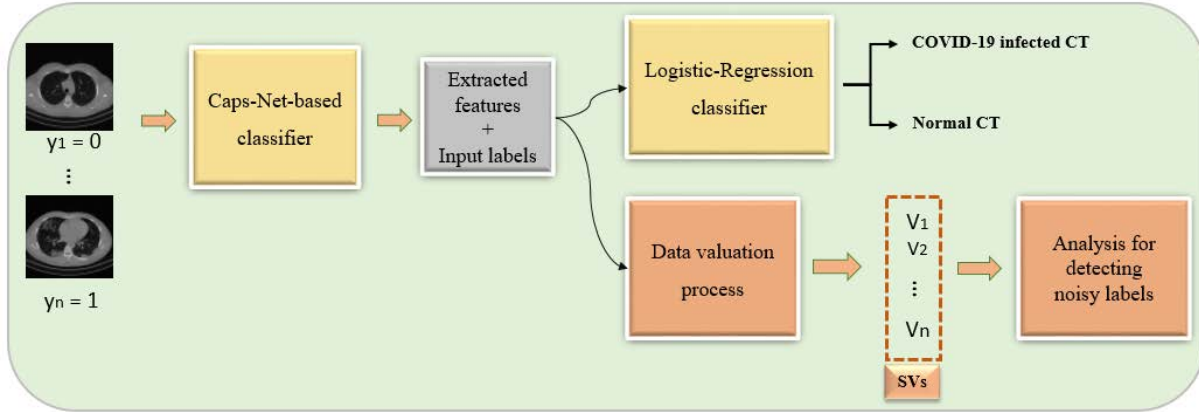 y1 = 0
⋮
yn = 1
Caps-Net-based
classifier
Extracted
features
+
Input labels
Logistic-Regression
classifier
COVID-19 infected CT
Normal CT
Data valuation
process
V1
V2
⋮
Vn
SVs
Analysis for
detecting
noisy labels